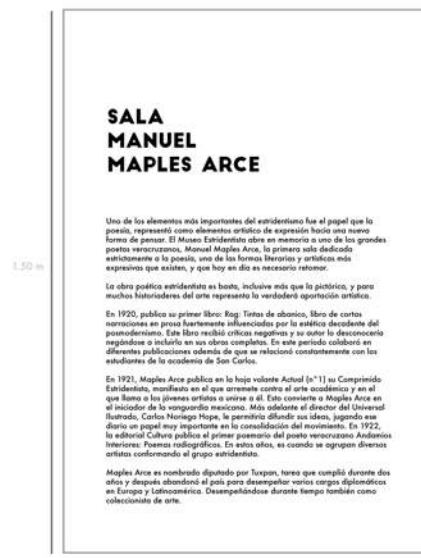 SALA
MANUEL
MAPLES ARCE
Uno de los elementos más importantes del estridentismo fue el papel que la
poesía, representó como elementos artístico de expresión hacia una nueva
forma de pensar. El Museo Estridentista abre en memoria a uno de los grandes
poetas veracruzanos, Manuel Maples Arce, la primera sala dedicada
estrictamente a la poesía, una de las formas literarias y artísticas más
expresivas que existen, y que hoy en día es necesario retomar.
La obra poética estridentista es basta, inclusive más que la pictórica, y para
muchos historiaderes del arte representa la verdaderá aportación artística.
En 1920, publica su primer libro: Rag: Tintas de abanico, libro de cortas
narraciones en prosa fuertemente influenciadas por la estética decadente del
posmodernismo. Este libro recibió críticas negativas y su autor lo desconocería
negándose a incluirlo en sus obras completas. En este período colaboró en
diferentes publicaciones además de que se relacionó constantemente con los
estudiantes de la academia de San Carlos.
1.50 m
En 1921, Maples Arce publica en la hoja volante Actual (n°1) su Comprimido
Estridentista, manifiesto en el que arremete contra el arte académico y en el
que llama a los jóvenes artistas a unirse a él. Esto convierte a Maples Arce en
el iniciador de la vanguardia mexicana. Más adelante el director del Universal
Ilustrado, Carlos Noriega Hope, le permitiría difundir sus ideas, jugando ese
diario un papel muy importante en la consolidación del movimiento. En 1922,
la editorial Cultura publica el primer poemario del poeta veracruzano Andamios
Interiores: Poemas radiográficos. En estos años, es cuando se agrupan diversos
artistas conformando el grupo estridentista.
Maples Arce es nombrado diputado por Tuxpan, tarea que cumplió durante dos
años y después abandonó el país para desempeñar varios cargos diplomáticos
en Europa y Latinoamérica. Desempeñándose durante tiempo también como
coleccionista de arte.